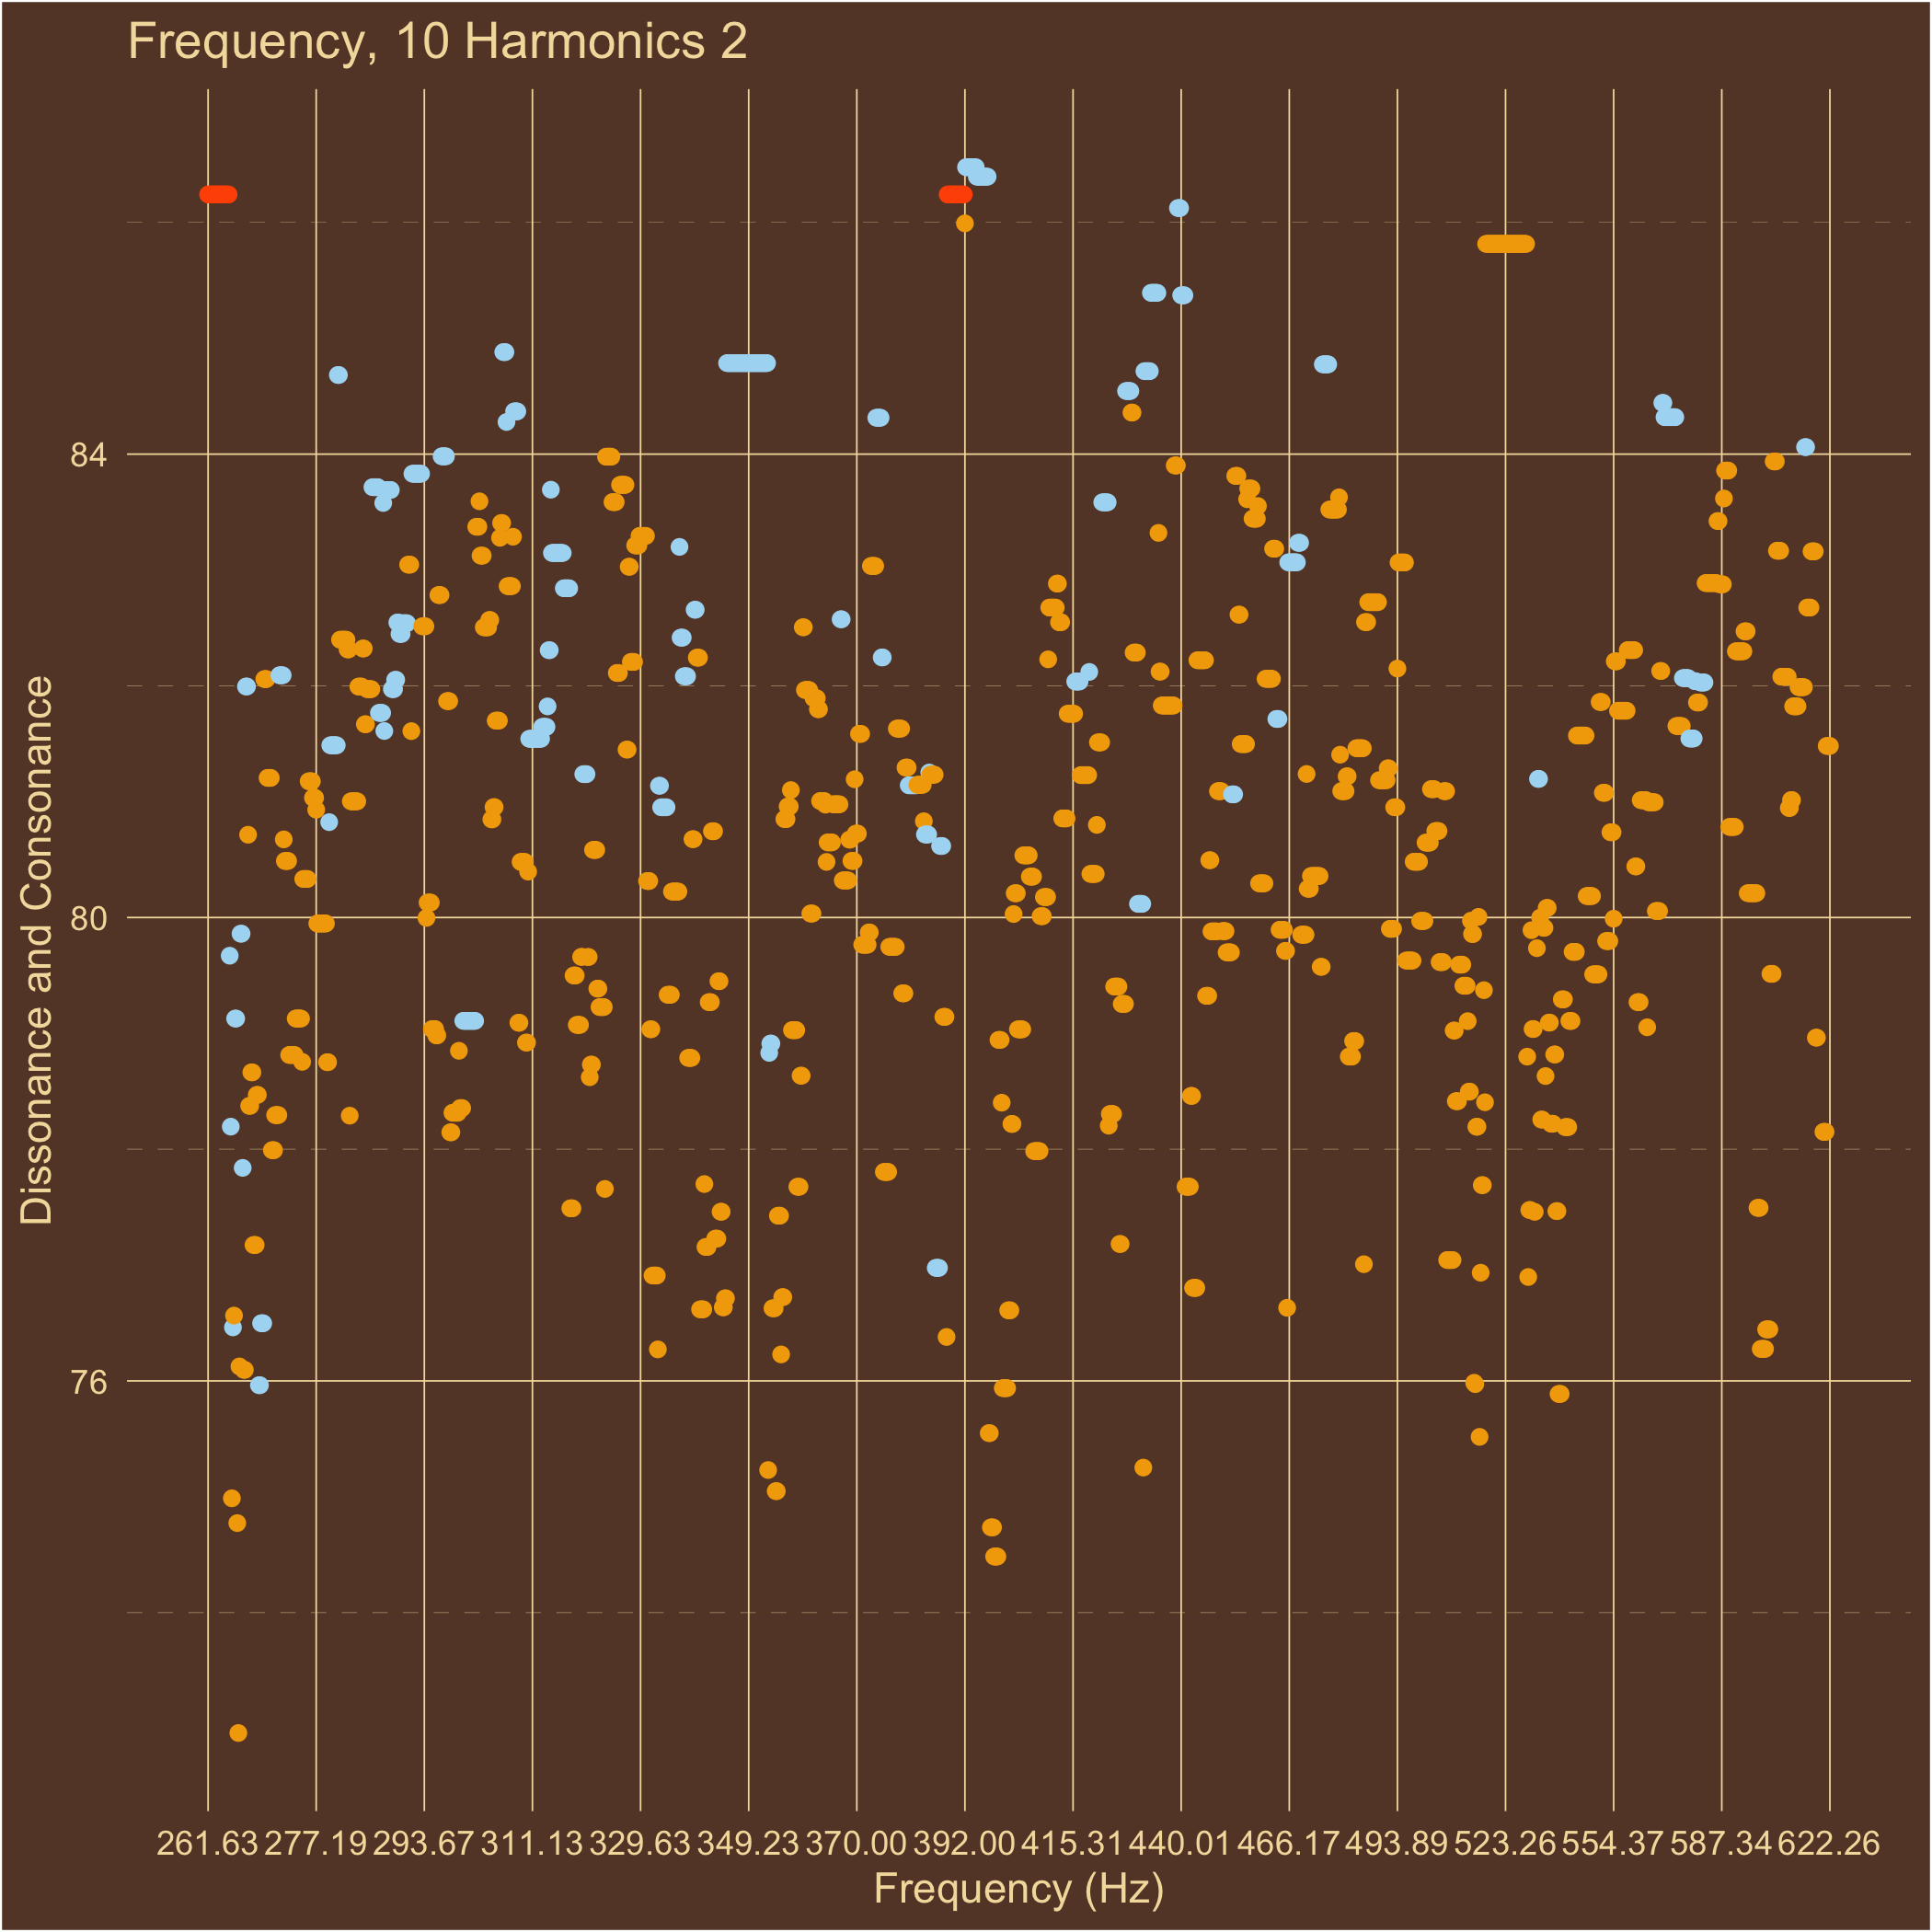 Frequency, 10 Harmonics 2
Dissonance and Consonance
84
80
76
261.63 277.19 293.67 311.13 329.63 349.23 370.00 392.00 415.31 440.01 466.17 493.89 523.26 554.37 587.34 622.26
Frequency (Hz)